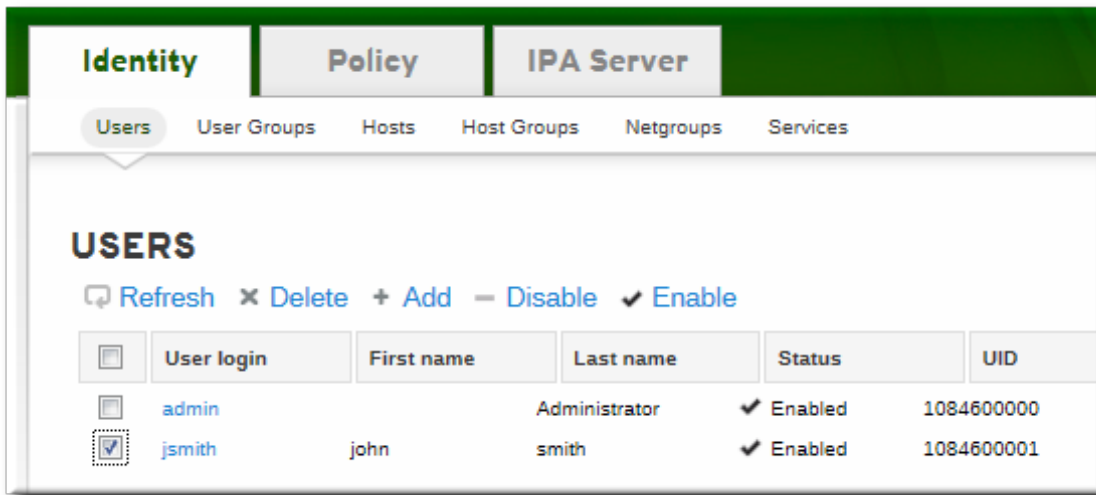 Identity Policy IPA Server
Users User Groups Hosts Host Groups Netgroups Services
USERS
Refresh Delete Add Disable Enable
User login First name Last name Status UID
admin Administrator Enabled 1084600000
jsmith john smith Enabled 1084600001